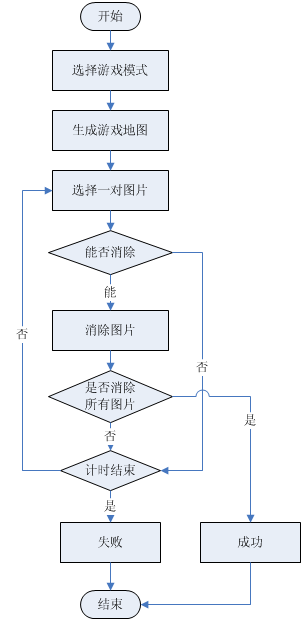 开始
选择游戏模式
生成游戏地图
选择一对图片
能否消除
能
否
否
消除图片
是否消除
所有图片
是
否
计时结束
是
失败
成功
结束